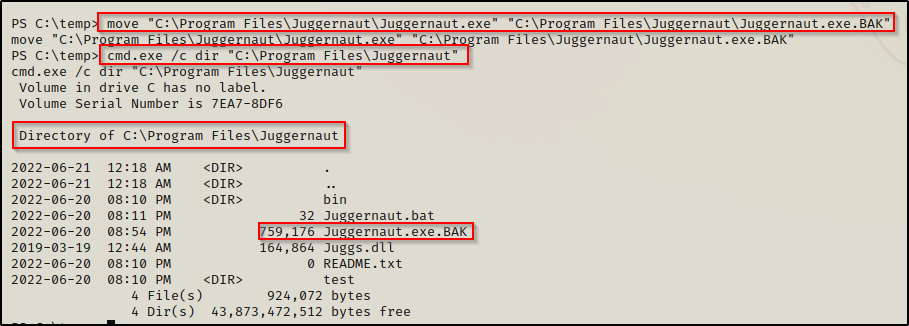 PS C:\temp> move "C:\Program Files\Juggernaut\Juggernaut.exe" "C:\Program Files\Juggernaut\Juggernaut.exe.BAK"
move "C:\Program Files\Juggernaut\Juggernaut.exe" "C:\Program Files\Juggernaut\Juggernaut.exe.BAK"
PS C:\temp> cmd.exe /c dir "C:\Program Files\Juggernaut"
cmd.exe /c dir "C:\Program Files\Juggernaut"
Volume in drive C has no label.
Volume Serial Number is 7EA7-8DF6
Directory of C:\Program Files\Juggernaut
2022-06-21 12:18 AM <DIR> .
2022-06-21 12:18 AM <DIR> ..
2022-06-20 08:10 PM <DIR> bin
2022-06-20 08:11 PM 32 Juggernaut.bat
2022-06-20 08:54 PM 759,176 Juggernaut.exe.BAK
2019-03-19 12:44 AM 164,864 Juggs.dll
2022-06-20 08:10 PM 0 README.txt
2022-06-20 08:10 PM <DIR> test
4 File(s) 924,072 bytes
4 Dir(s) 43,873,472,512 bytes free